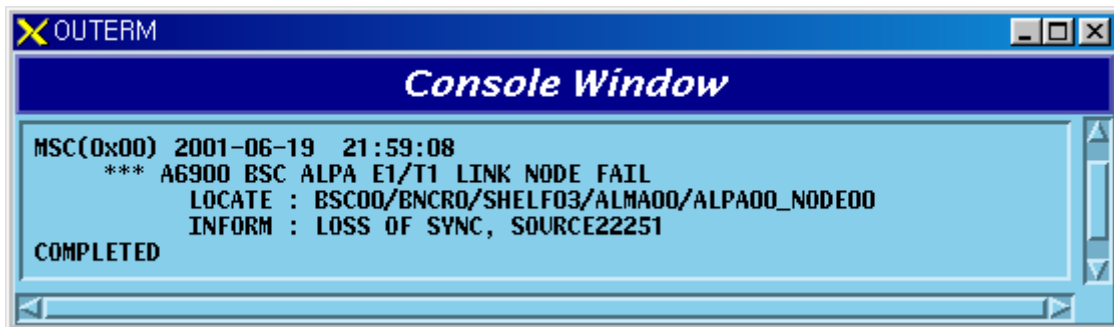 OUTERM
Console Window
MSC(0x00) 2001-06-19 21:59:08
*** A6900 BSC ALPA E1/T1 LINK NODE FAIL
LOCATE : BSC00/BNCR0/SHELF03/ALMA00/ALPA00_NODE00
INFORM : LOSS OF SYNC, SOURCE22251
COMPLETED